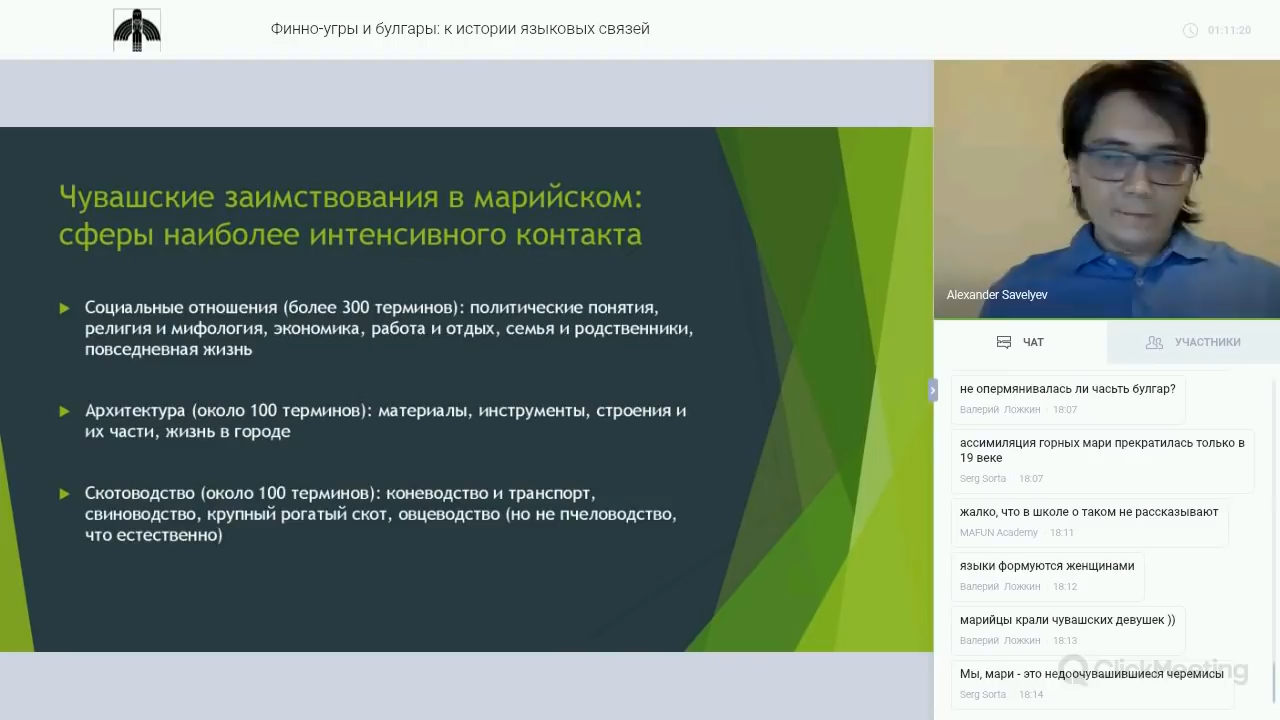 Финно-угры и булгары: к истории языковых связей
01:11:20
Чувашские заимствования в марийском:
сферы наиболее интенсивного контакта
Социальные отношения (более 300 терминов): политические понятия,
религия и мифология, экономика, работа и отдых, семья и родственники,
повседневная жизнь
Архитектура (около 100 терминов): материалы, инструменты, строения и
их части, жизнь в городе
Скотоводство (около 100 терминов): коневодство и транспорт,
свиноводство, крупный рогатый скот, овцеводство (но не пчеловодство,
что естественно)
Alexander Savelyev
ЧАТ
УЧАСТНИКИ
не опермянивалась ли часьть булгар?
Валерий Ложкин · 18:07
ассимиляция горных мари прекратилась только в
19 веке
Serg Sorta · 18:07
жалко, что в школе о таком не рассказывают
MAFUN Academy · 18:11
языки формуются женщинами
Валерий Ложкин · 18:12
марийцы крали чувашских девушек ))
Валерий Ложкин · 18:13
Мы, мари - это недоочувашившиеся черемисы
Serg Sorta · 18:14
ClickMeeting